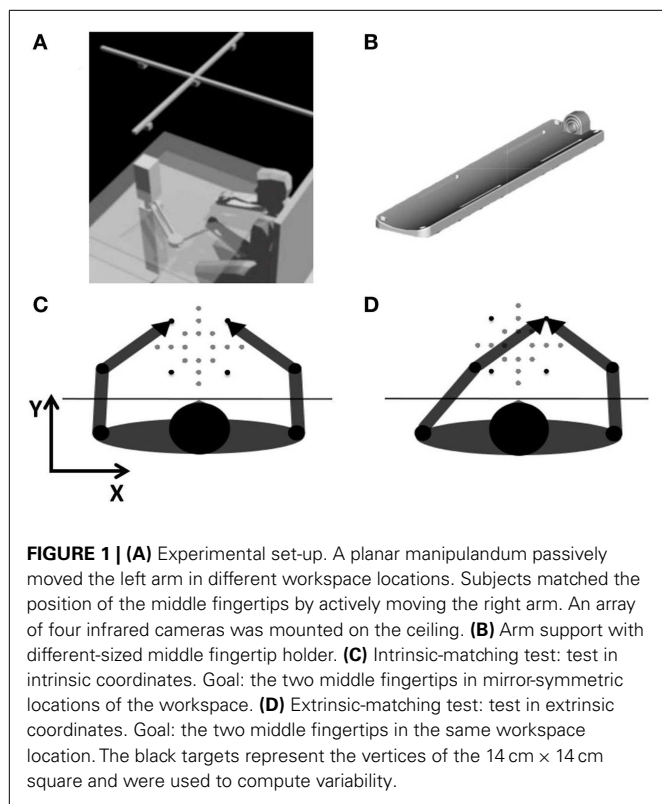 A
B
C
D
Y
X
FIGURE 1 | (A) Experimental set-up. A planar manipulandum passively
moved the left arm in different workspace locations. Subjects matched the
position of the middle fingertips by actively moving the right arm. An array
of four infrared cameras was mounted on the ceiling. (B) Arm support with
different-sized middle fingertip holder. (C) Intrinsic-matching test: test in
intrinsic coordinates. Goal: the two middle fingertips in mirror-symmetric
locations of the workspace. (D) Extrinsic-matching test: test in extrinsic
coordinates. Goal: the two middle fingertips in the same workspace
location. The black targets represent the vertices of the 14 cm × 14 cm
square and were used to compute variability.